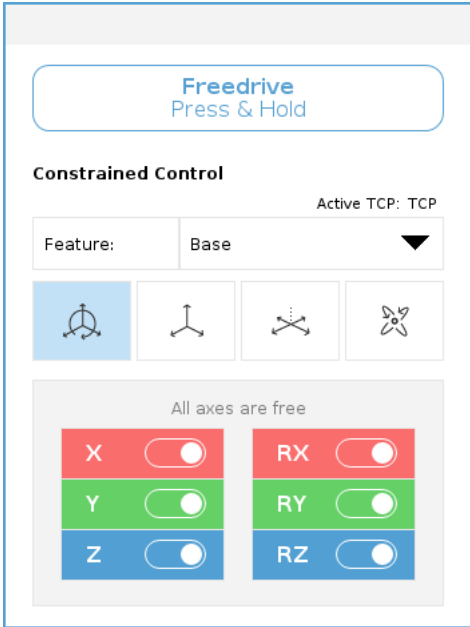 Freedrive
Press & Hold
Constrained Control
Active TCP: TCP
Feature: Base
All axes are free
X RX
Y RY
Z RZ